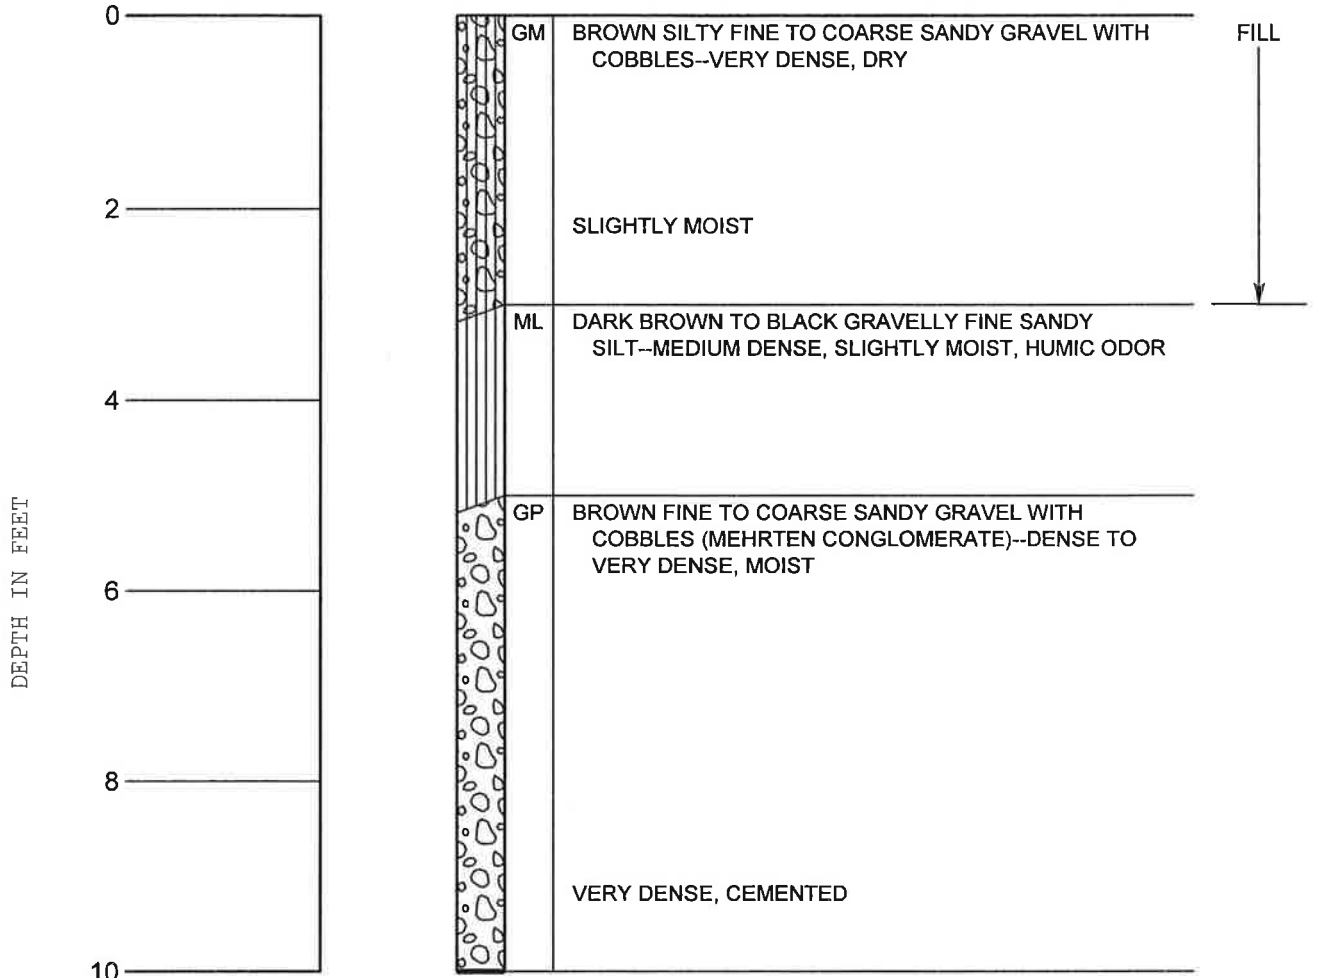 0
GM BROWN SILTY FINE TO COARSE SANDY GRAVEL WITH
COBBLES--VERY DENSE, DRY
FILL
2
SLIGHTLY MOIST
ML DARK BROWN TO BLACK GRAVELLY FINE SANDY
SILT--MEDIUM DENSE, SLIGHTLY MOIST, HUMIC ODOR
4
DEPTH IN FEET
GP BROWN FINE TO COARSE SANDY GRAVEL WITH
COBBLES (MEHRTEN CONGLOMERATE)--DENSE TO
VERY DENSE, MOIST
6
8
VERY DENSE, CEMENTED
10